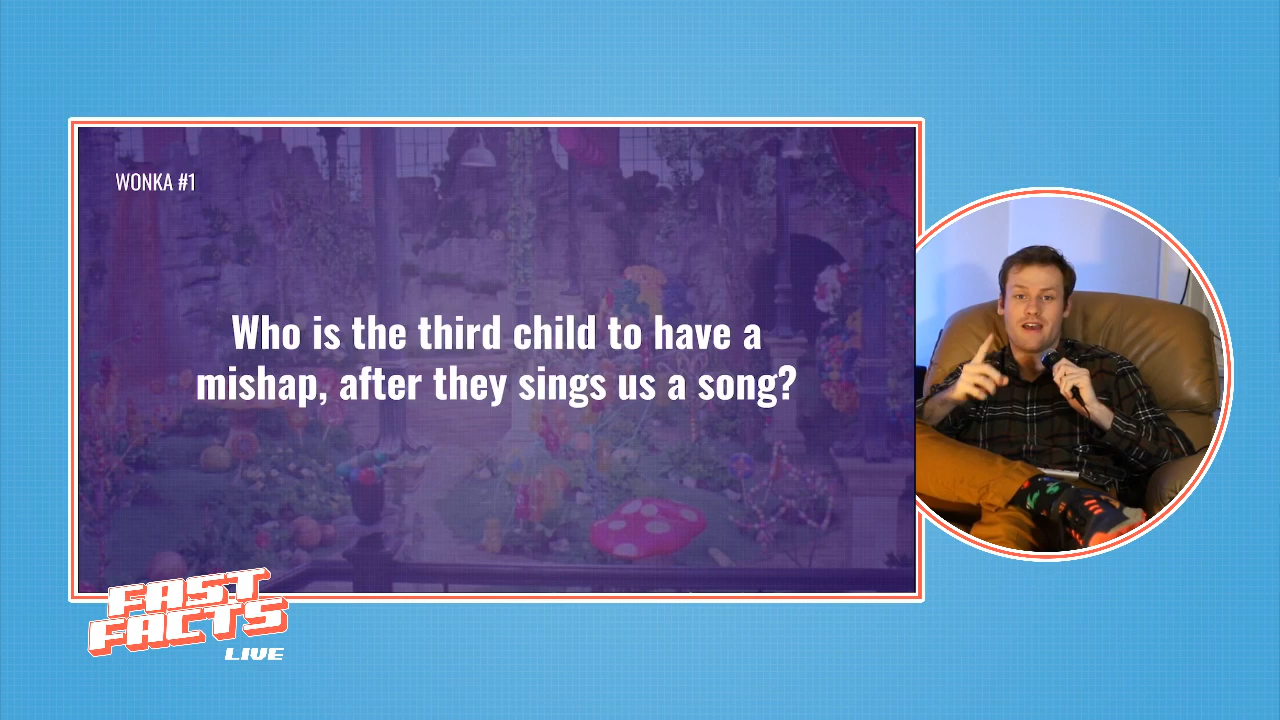 WONKA #1
Who is the third child to have a
mishap, after they sings us a song?
FAST
FACTS
LIVE